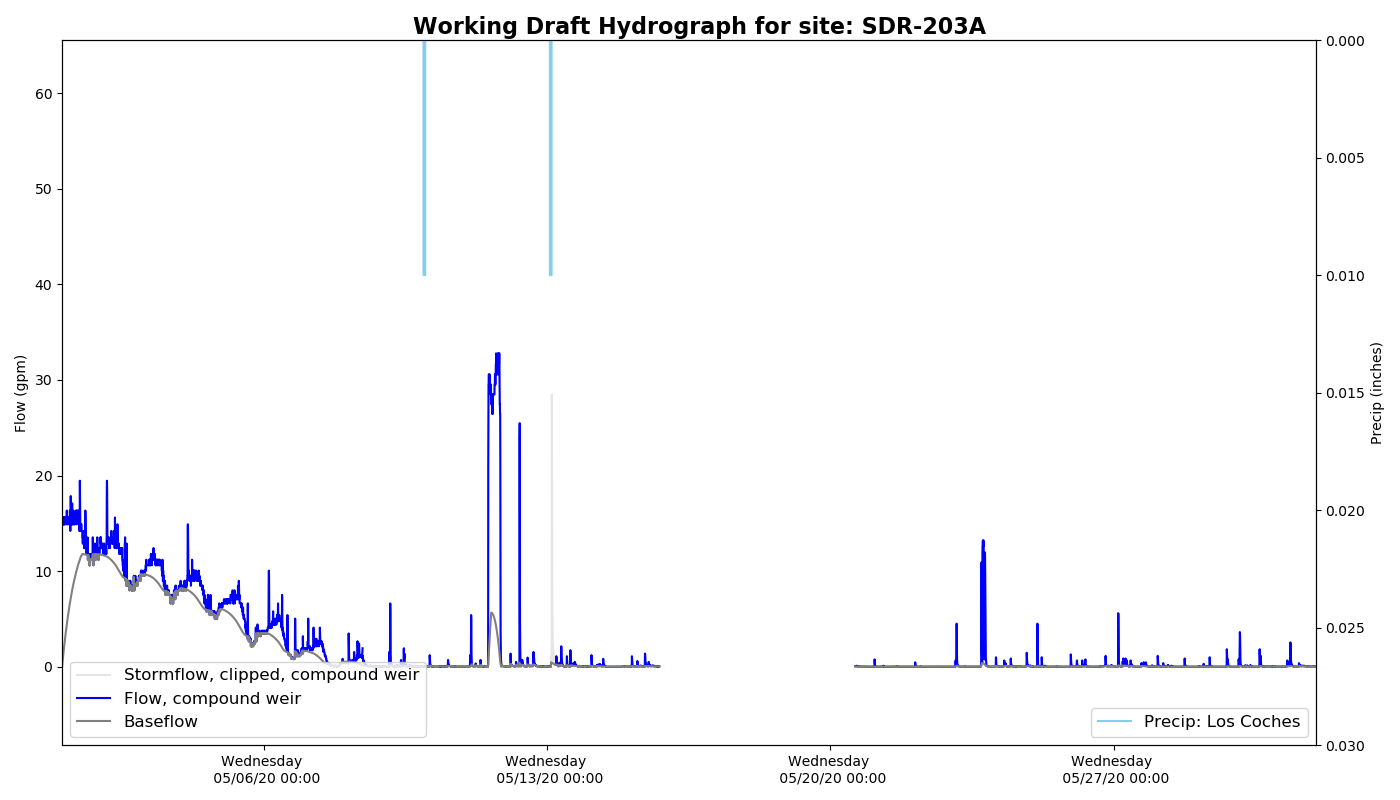 Working Draft Hydrograph for site: SDR-203A
60
50
40
30
20
10
0
Flow (gpm)
0.000
0.005
0.010
0.015
0.020
0.025
0.030
Precip (inches)
Stormflow, clipped, compound weir
Flow, compound weir
Baseflow
Precip: Los Coches
Wednesday
05/06/20 00:00
Wednesday
05/13/20 00:00
Wednesday
05/20/20 00:00
Wednesday
05/27/20 00:00